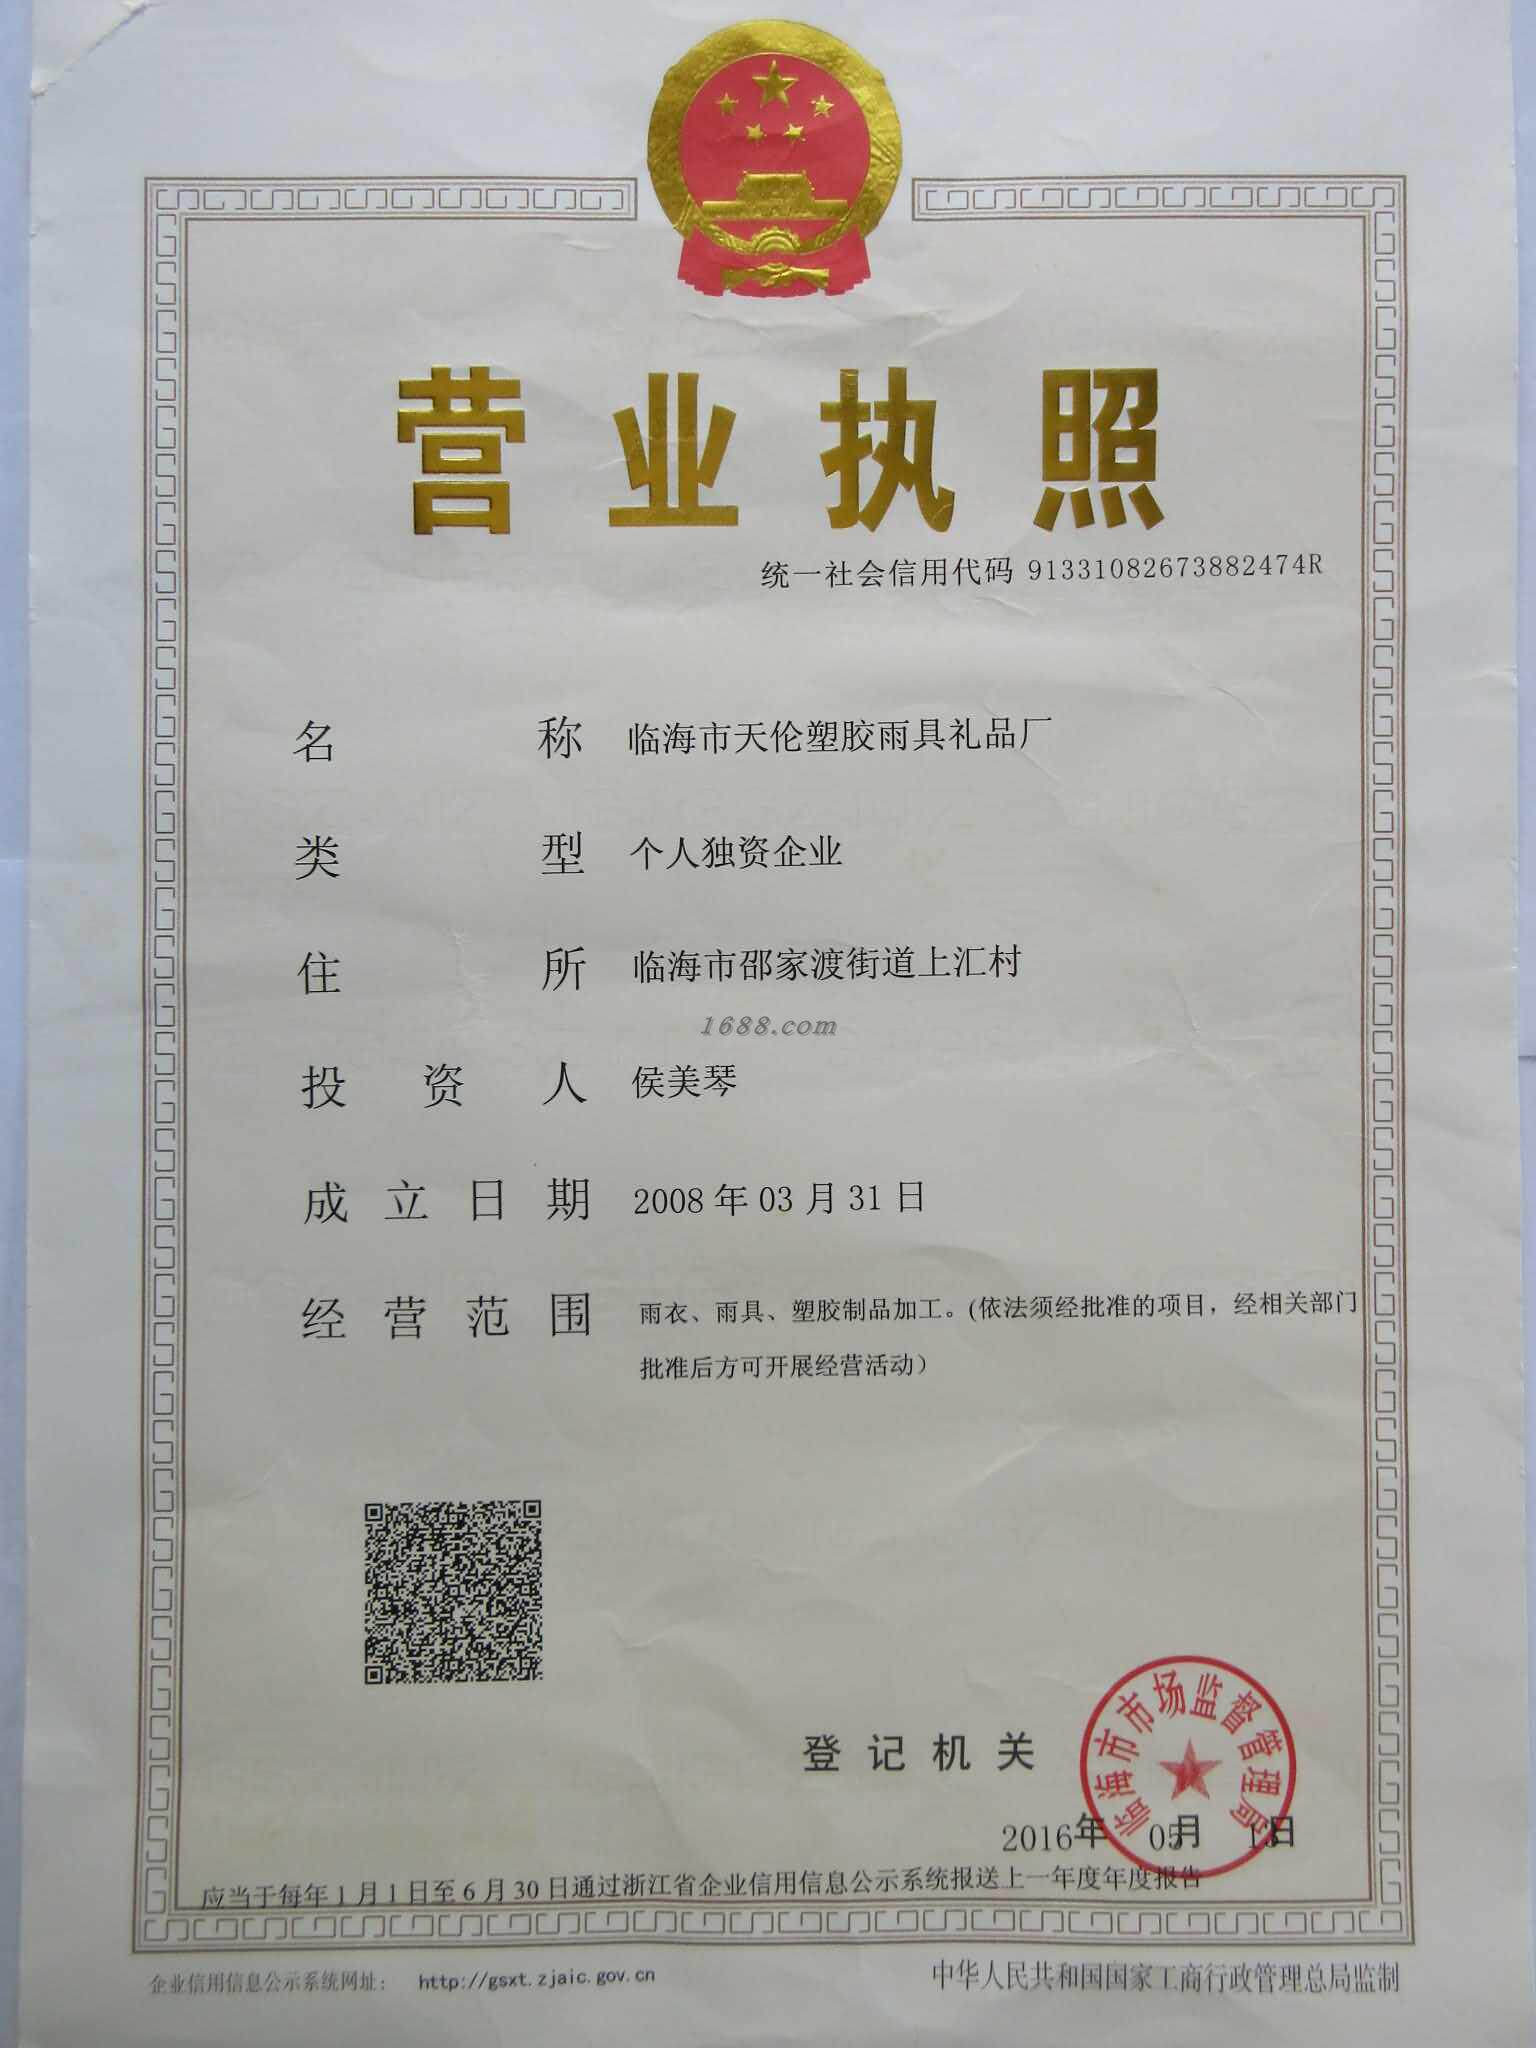 营业执照
统一社会信用代码 91331082673882474R
名称 临海市天伦塑胶雨具礼品厂
类型 个人独资企业
住所 临海市邵家渡街道上汇村
1688.com
投资人 侯美琴
成立日期 2008年03月31日
经营范围 雨衣、雨具、塑胶制品加工。(依法须经批准的项目，经相关部门
批准后方可开展经营活动）
临海市市场监督管理局
登记机关
2016年 05月 日
应当于每年1月1日至6月30日通过浙江省企业信用信息公示系统报送上一年度年度报告
企业信用信息公示系统网址： http://gsxt.zjaic.gov.cn
中华人民共和国国家工商行政管理总局监制